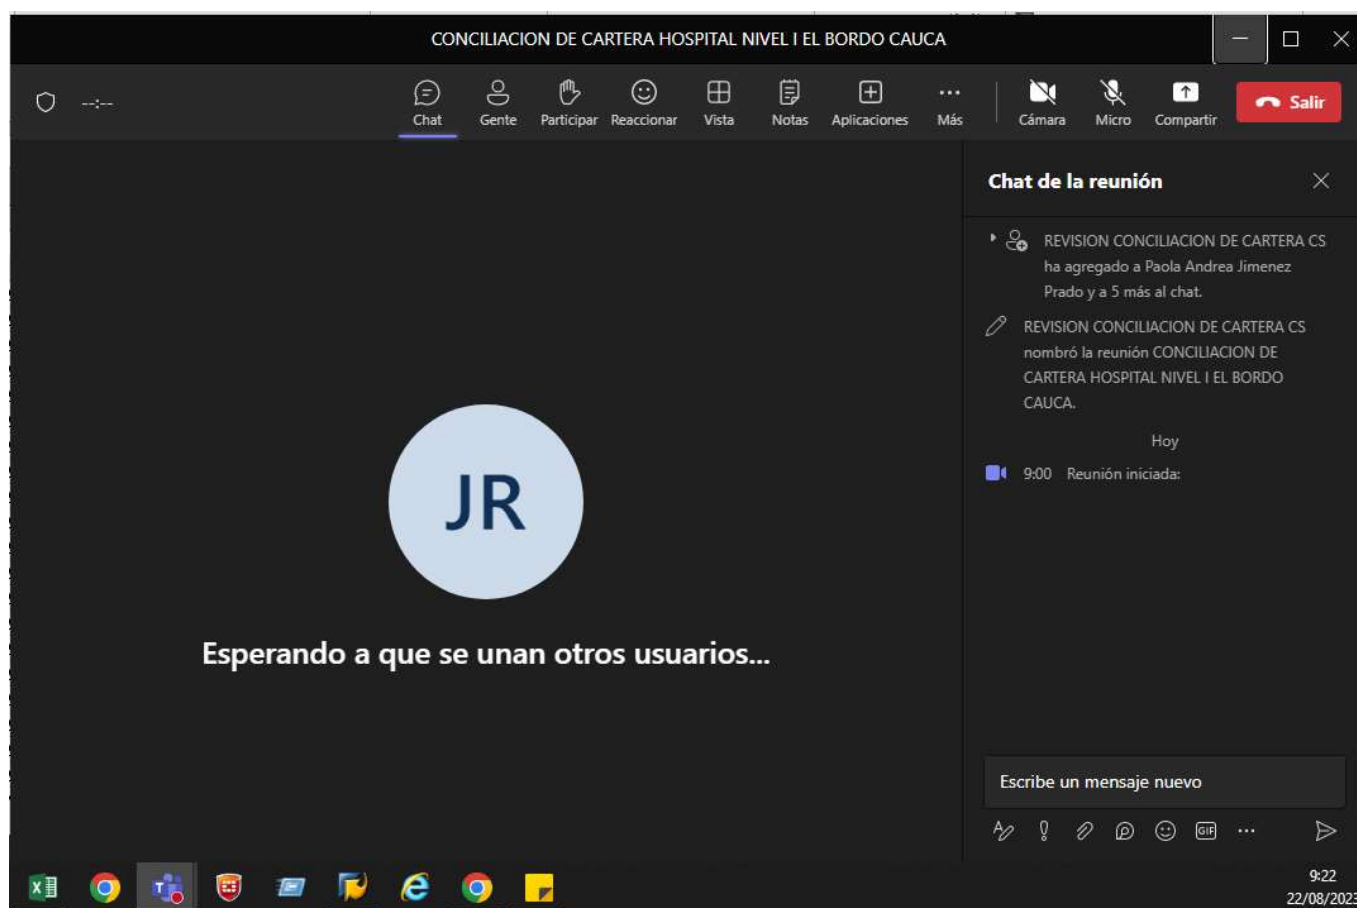 CONCILIACION DE CARTERA HOSPITAL NIVEL I EL BORDO CAUCA
--:--
Chat Gente Participar Reaccionar Vista Notas Aplicaciones Más Cámara Micro Compartir Salir
Chat de la reunión
REVISION CONCILIACION DE CARTERA CS
ha agregado a Paola Andrea Jimenez
Prado y a 5 más al chat.
REVISION CONCILIACION DE CARTERA CS
nombró la reunión CONCILIACION DE
CARTERA HOSPITAL NIVEL I EL BORDO
CAUCA.
Hoy
9:00 Reunión iniciada:
JR
Esperando a que se unan otros usuarios...
Escribe un mensaje nuevo
GIF
9:22
22/08/2023